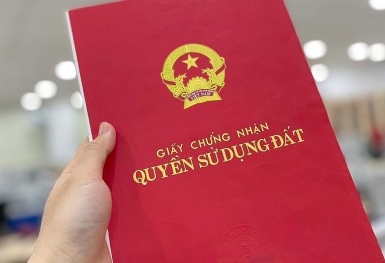 GIẤY CHỨNG NHẬN
QUYỀN SỬ DỤNG ĐẤT